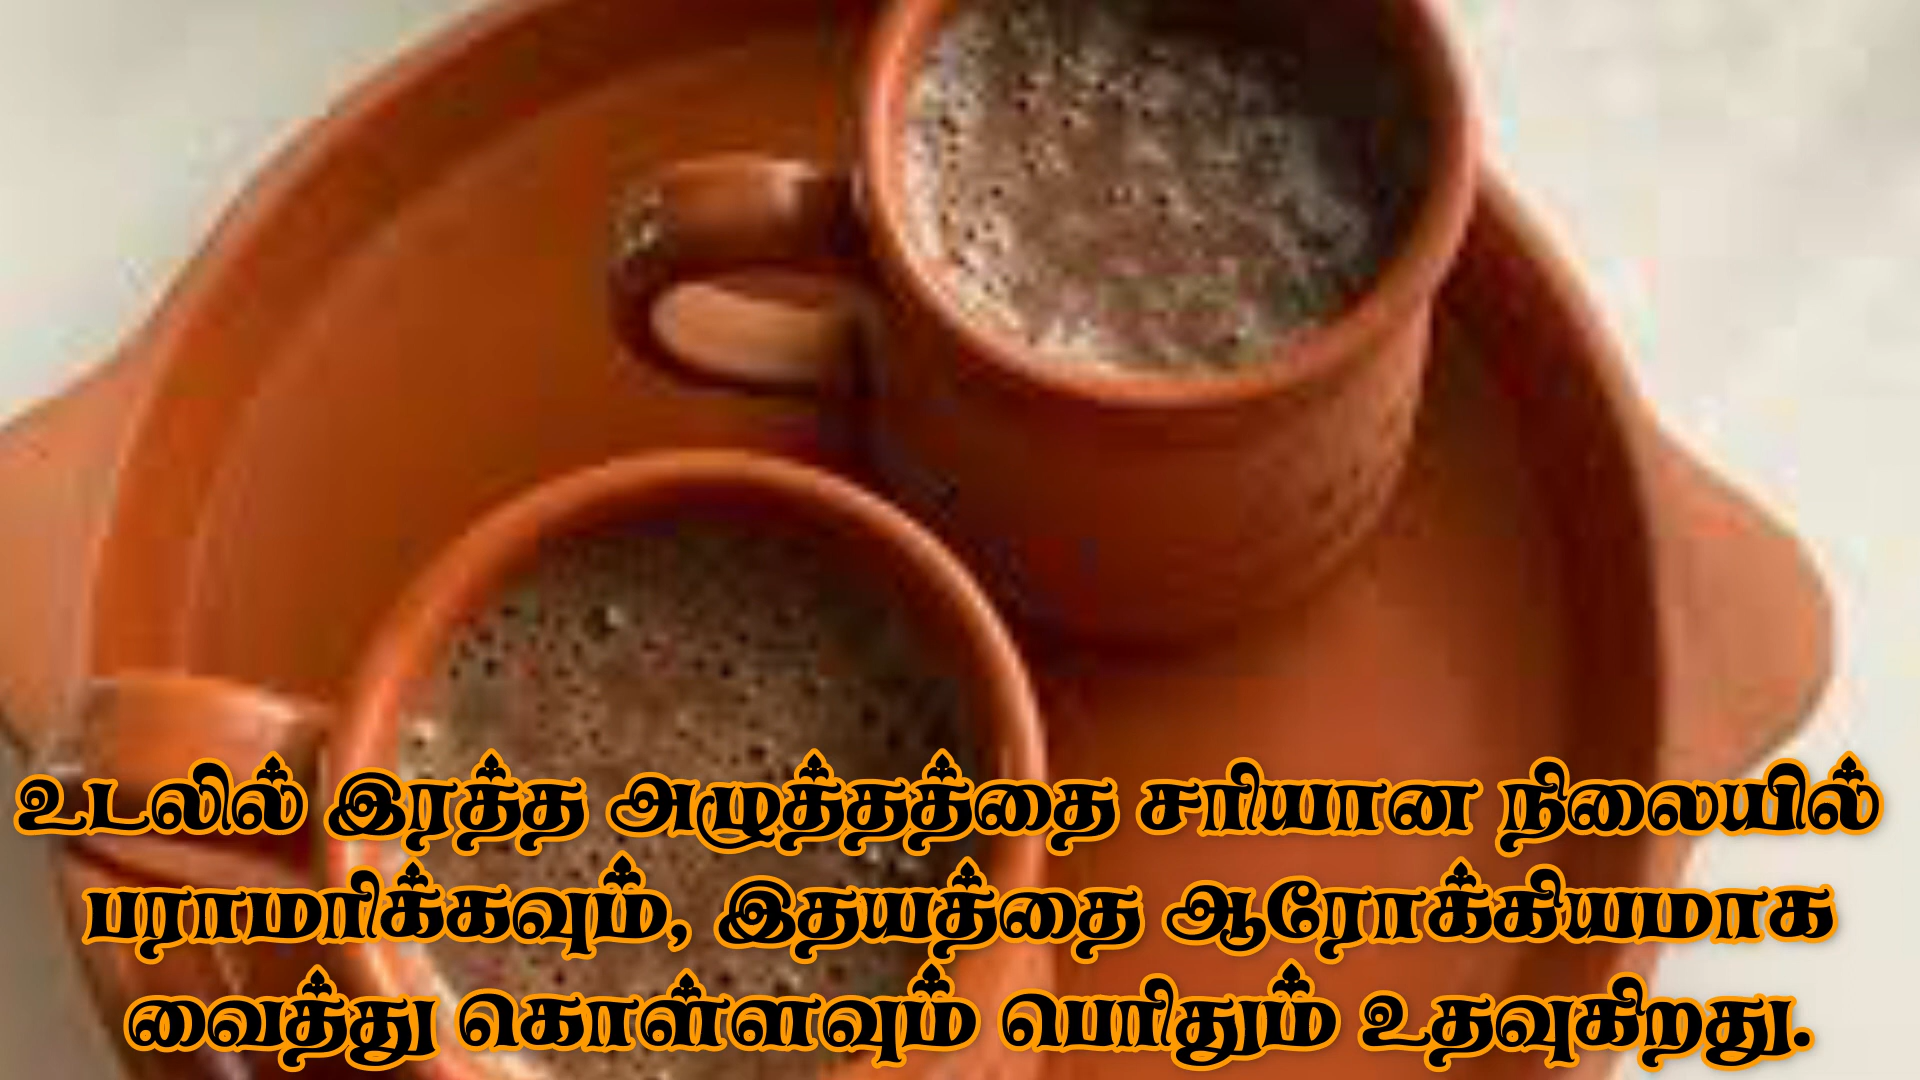 உடலில் இரத்த அழுத்தத்தை சரியான நிலையில்
பராமரிக்கவும், இதயத்தை ஆரோக்கியமாக
வைத்து கொள்ளவும் பெரிதும் உதவுகிறது.